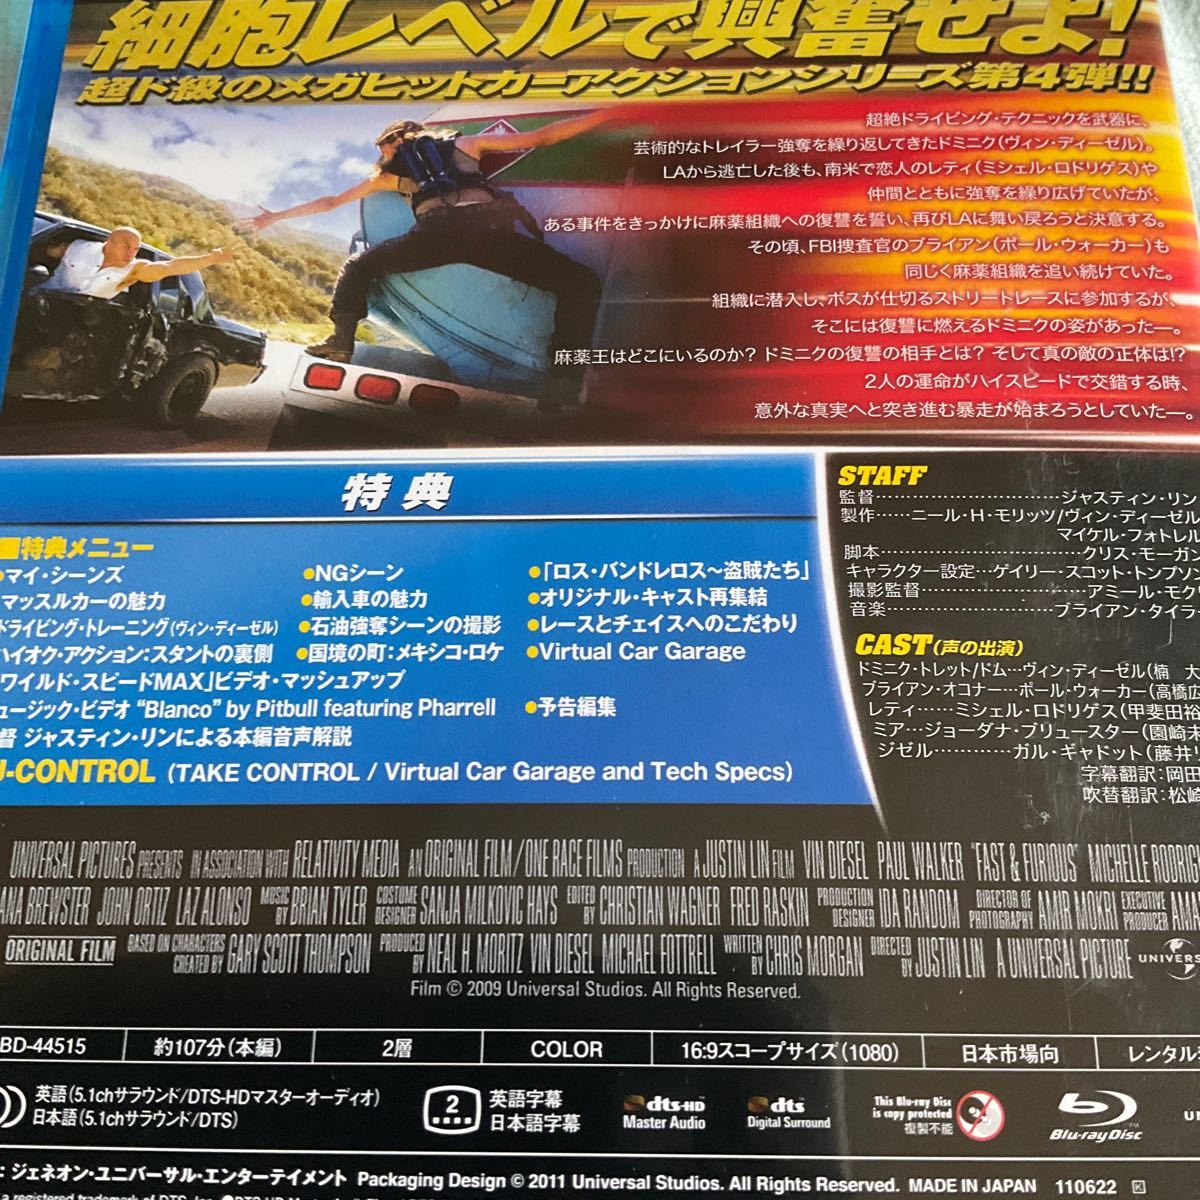 細胞レベルで興奮せよ!
超ド級のメガヒットカーアクションシリーズ第4弾!!
超絶ドライビング・テクニックを武器に、
芸術的なトレイラー強奪を繰り返してきたドミニク(ヴィン・ディーゼル)。
LAから逃亡した後も、南米で恋人のレティ(ミシェル・ロドリゲス)や
仲間とともに強奪を繰り広げていたが、
ある事件をきっかけに麻薬組織への復讐を誓い、再びLAに舞い戻ろうと決意する。
その頃、FBI捜査官のブライアン(ポール・ウォーカー)も
同じく麻薬組織を追い続けていた。
組織に潜入し、ボスが仕切るストリートレースに参加するが、
そこには復讐に燃えるドミニクの姿があった―。
麻薬王はどこにいるのか? ドミニクの復讐の相手とは? そして真の敵の正体は!?
2人の運命がハイスピードで交錯する時、
意外な真実へと突き進む暴走が始まろうとしていた―。
特典
■特典メニュー
●マイ・シーンズ
●NGシーン
●「ロス・バンドレロス〜盗賊たち」
マッスルカーの魅力
●輸入車の魅力
●オリジナル・キャスト再集結
ドライビング・トレーニング(ヴィン・ディーゼル)
●石油強奪シーンの撮影
●レースとチェイスへのこだわり
ハイオク・アクション:スタントの裏側
●国境の町:メキシコ・ロケ
●Virtual Car Garage
ワイルド・スピードMAX」ビデオ・マッシュアップ
ュージック・ビデオ “Blanco” by Pitbull featuring Pharrell
●予告編集
督 ジャスティン・リンによる本編音声解説
U-CONTROL (TAKE CONTROL / Virtual Car Garage and Tech Specs)
STAFF
監督……………………ジャスティン・リン
製作……ニール・H・モリッツ/ヴィン・ディーゼル
マイケル・フォトレル
脚本……………………クリス・モーガン
キャラクター設定…ゲイリー・スコット・トンプソン
撮影監督………………アミール・モクリ
音楽……………………ブライアン・タイラ
CAST(声の出演)
ドミニク・トレット/ドム…ヴィン・ディーゼル(楠 大
ブライアン・オコナー…ポール・ウォーカー(高橋広
レティ……ミシェル・ロドリゲス(甲斐田裕
ミア…ジョーダナ・ブリュースター(園崎未
ジゼル………ガル・ギャドット(藤井
字幕翻訳:岡田
吹替翻訳:松崎
UNIVERSAL PICTURES PRESENTS IN ASSOCIATION WITH RELATIVITY MEDIA AN ORIGINAL FILM/ONE RACE FILMS PRODUCTION A JUSTIN LIN FILM VIN DIESEL PAUL WALKER "FAST & FURIOUS" MICHELLE RODRIG
ANA BREWSTER JOHN ORTIZ LAZ ALONSO MUSIC BY BRIAN TYLER COSTUME DESIGNER SANJA MILKOVIC HAYS EDITED BY CHRISTIAN WAGNER FRED RASKIN PRODUCTION DESIGNER IDA RANDOM DIRECTOR OF PHOTOGRAPHY AMIR MOKRI EXECUTIVE PRODUCER AM
ORIGINAL FILM BASED ON CHARACTERS CREATED BY GARY SCOTT THOMPSON PRODUCED BY NEAL H. MORITZ VIN DIESEL MICHAEL FOTTRELL WRITTEN BY CHRIS MORGAN DIRECTED BY JUSTIN LIN A UNIVERSAL PICTURE UNIVERS
Film © 2009 Universal Studios. All Rights Reserved.
BD-44515 約107分(本編) 2層 COLOR 16:9スコープサイズ(1080) 日本市場向 レンタル
英語(5.1chサラウンド/DTS-HDマスターオーディオ)
日本語(5.1chサラウンド/DTS)
2
英語字幕
日本語字幕
dts-HD
Master Audio
dts
Digital Surround
This Blu-ray Disc
is copy protected
複製不能
Blu-ray Disc
UN
: ジェネオン・ユニバーサル・エンターテイメント Packaging Design © 2011 Universal Studios. All Rights Reserved. MADE IN JAPAN 110622 K